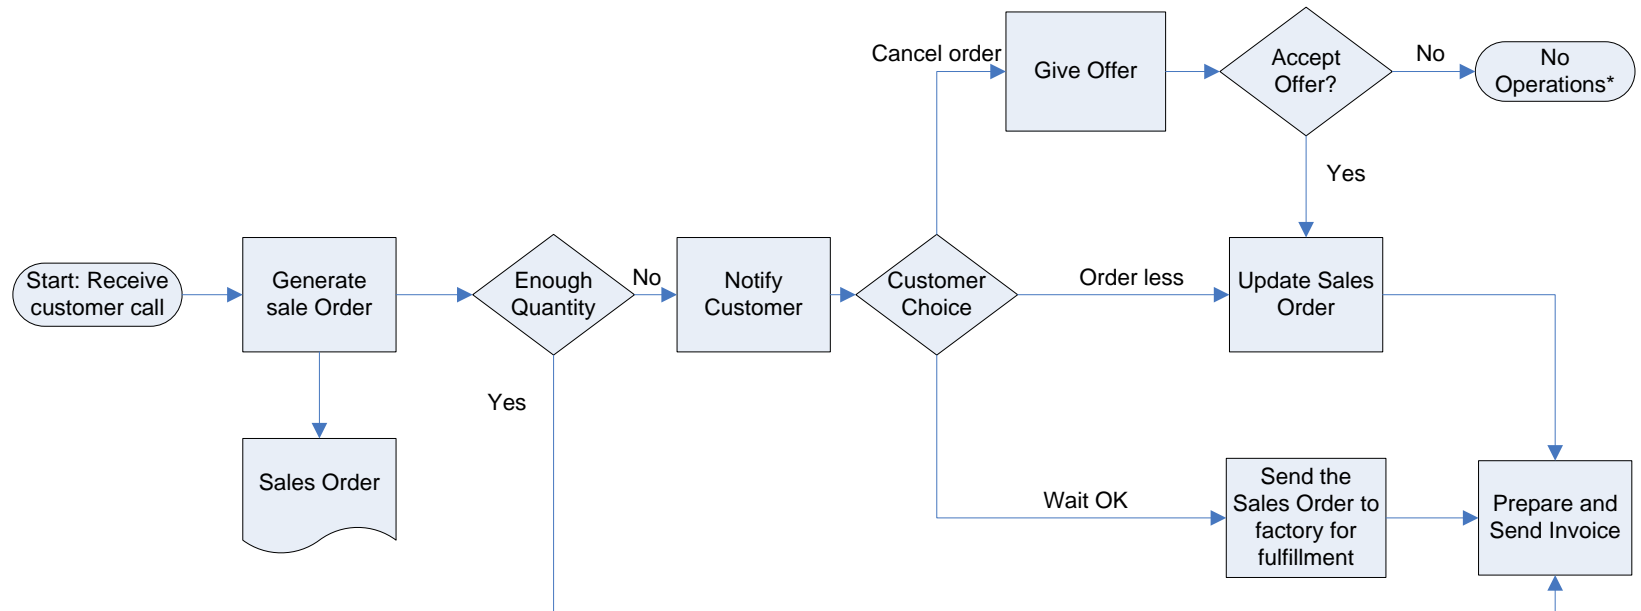 Cancel order
Give Offer
Accept
Offer?
No
No
Operations*
Yes
Start: Receive
customer call
Generate
sale Order
Enough
Quantity
No
Notify
Customer
Customer
Choice
Order less
Update Sales
Order
Yes
Sales Order
Wait OK
Send the
Sales Order to
factory for
fulfillment
Prepare and
Send Invoice